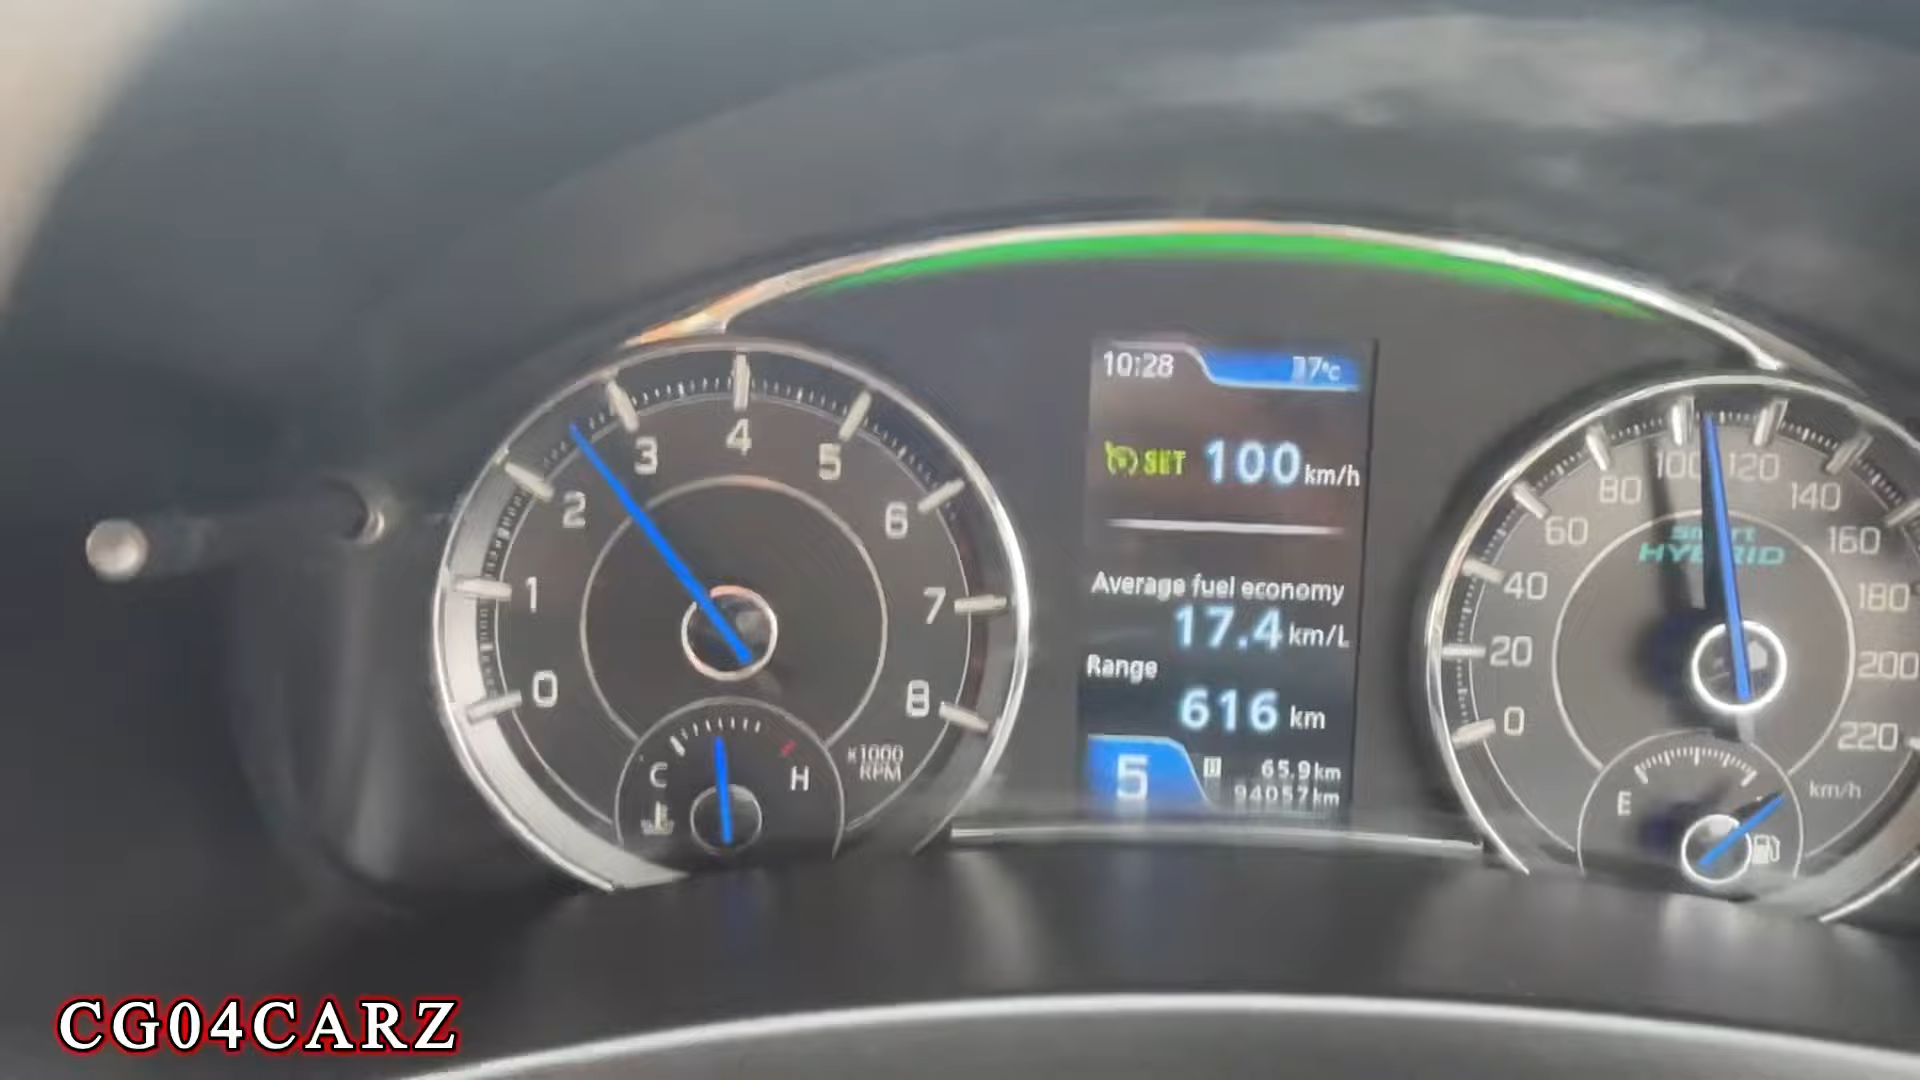 10:28 37°C
SET 100 km/h
Average fuel economy
17.4 km/L
Range
616 km
5
65.9 km
94057 km
0 1 2 3 4 5 6 7 8
x1000
RPM
C H
0 20 40 60 80 100 120 140 160 180 200 220
km/h
smart
HYBRID
E
CG04CARZ